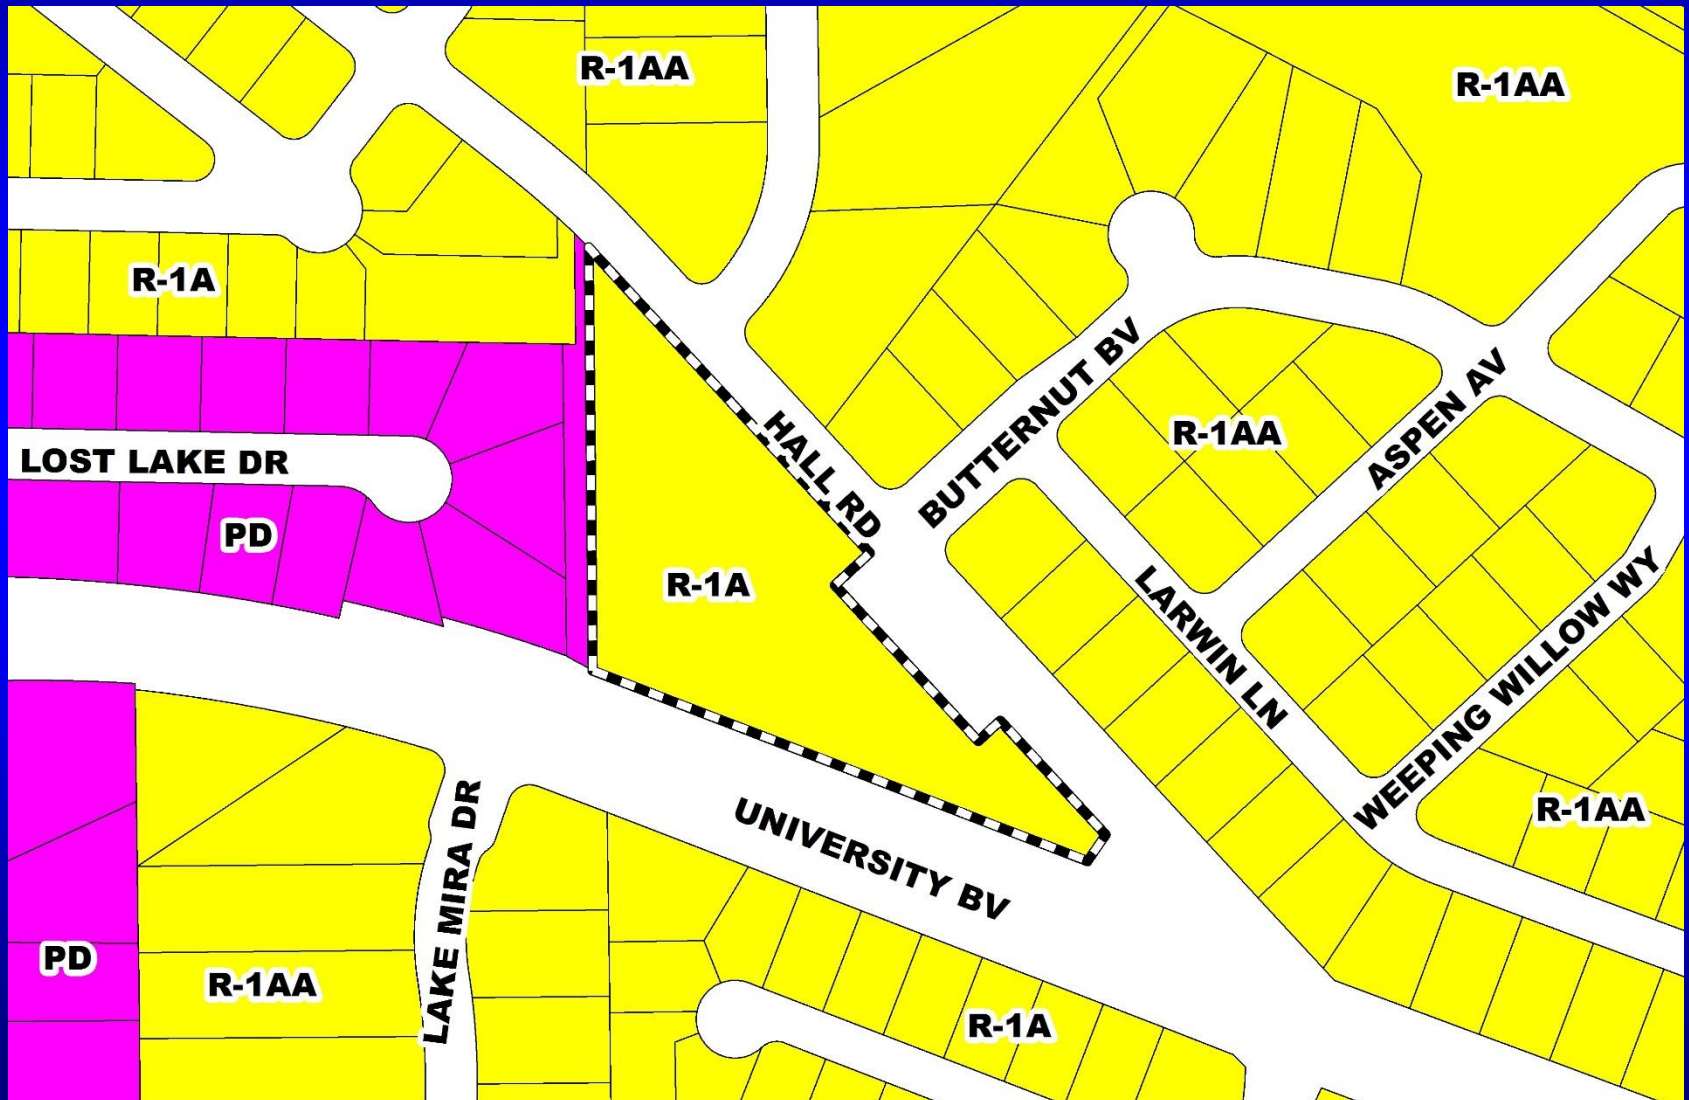 R-1AA
R-1AA
R-1A
BUTTERNUT BV
ASPEN AV
HALL RD
R-1AA
LOST LAKE DR
PD
R-1A
LARWIN LN
WEEPING WILLOW WY
LAKE MIRA DR
UNIVERSITY BV
R-1AA
PD
R-1AA
R-1A